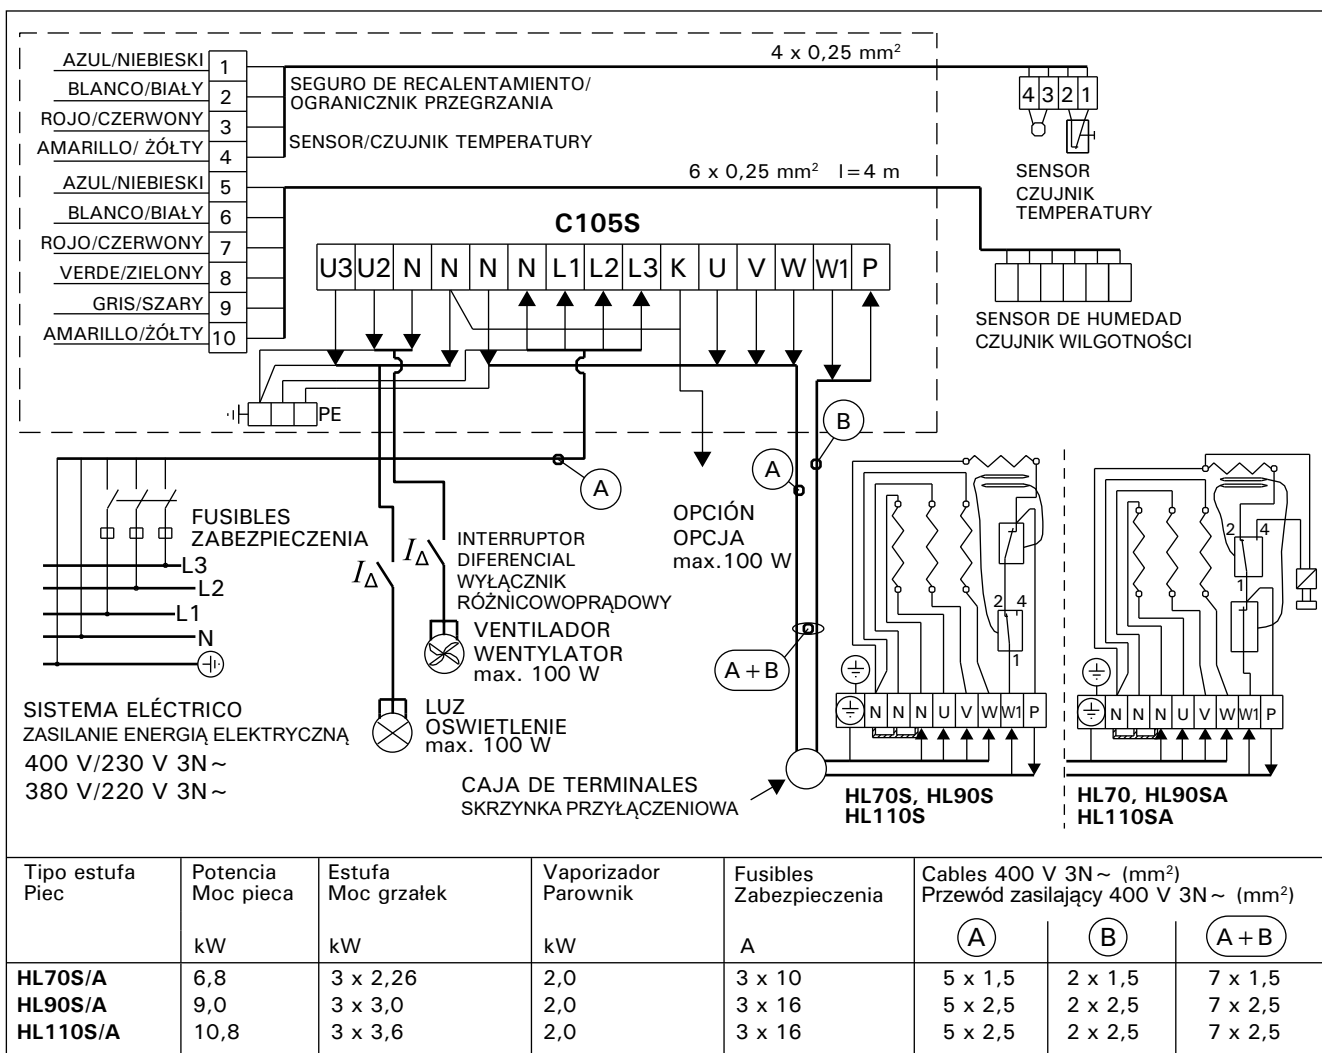 AZUL/NIEBIESKI 1
BLANCO/BIAŁY 2
ROJO/CZERWONY 3
AMARILLO/ ŻÓŁTY 4
AZUL/NIEBIESKI 5
BLANCO/BIAŁY 6
ROJO/CZERWONY 7
VERDE/ZIELONY 8
GRIS/SZARY 9
AMARILLO/ŻÓŁTY 10
SEGURO DE RECALENTAMIENTO/
OGRANICZNIK PRZEGRZANIA
SENSOR/CZUJNIK TEMPERATURY
4 x 0,25 mm²
4 3 2 1
SENSOR
CZUJNIK
TEMPERATURY
6 x 0,25 mm² l=4 m
SENSOR DE HUMEDAD
CZUJNIK WILGOTNOŚCI
C105S
U3 U2 N N N N L1 L2 L3 K U V W W1 P
PE
A
B
A
A+B
FUSIBLES
ZABEZPIECZENIA
L3
L2
L1
N
SISTEMA ELÉCTRICO
ZASILANIE ENERGIĄ ELEKTRYCZNĄ
400 V/230 V 3N~
380 V/220 V 3N~
I∆
I∆
INTERRUPTOR
DIFERENCIAL
WYŁĄCZNIK
RÓŻNICOWOPRĄDOWY
VENTILADOR
WENTYLATOR
max. 100 W
LUZ
OSWIETLENIE
max. 100 W
OPCIÓN
OPCJA
max.100 W
CAJA DE TERMINALES
SKRZYNKA PRZYŁĄCZENIOWA
2 4
1
N N N U V W W1 P
HL70S, HL90S
HL110S
2 4
1
N N N U V W W1 P
HL70, HL90SA
HL110SA
Tipo estufa
Piec
Potencia
Moc pieca
kW
Estufa
Moc grzałek
kW
Vaporizador
Parownik
kW
Fusibles
Zabezpieczenia
A
Cables 400 V 3N~ (mm²)
Przewód zasilający 400 V 3N~ (mm²)
A B A+B
HL70S/A 6,8 3 x 2,26 2,0 3 x 10 5 x 1,5 2 x 1,5 7 x 1,5
HL90S/A 9,0 3 x 3,0 2,0 3 x 16 5 x 2,5 2 x 2,5 7 x 2,5
HL110S/A 10,8 3 x 3,6 2,0 3 x 16 5 x 2,5 2 x 2,5 7 x 2,5